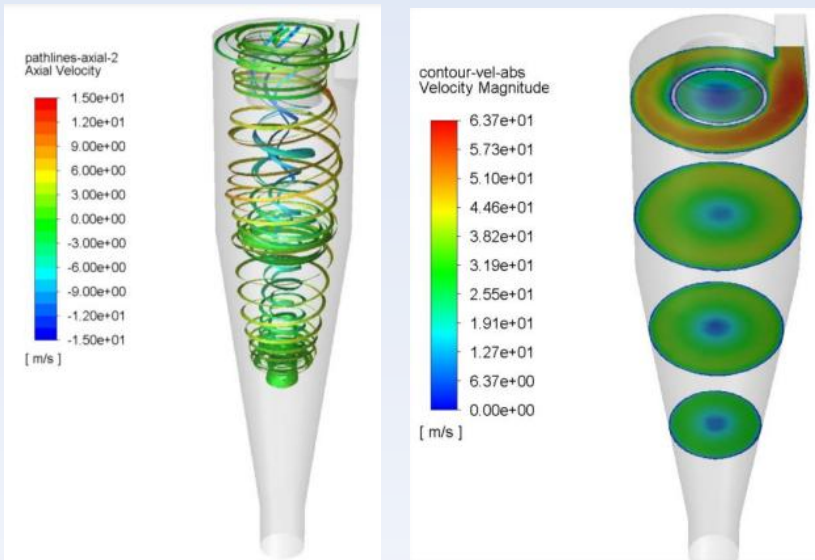 pathlines-axial-2
Axial Velocity
1.50e+01
1.20e+01
9.00e+00
6.00e+00
3.00e+00
0.00e+00
-3.00e+00
-6.00e+00
-9.00e+00
-1.20e+01
-1.50e+01
[ m/s ]
contour-vel-abs
Velocity Magnitude
6.37e+01
5.73e+01
5.10e+01
4.46e+01
3.82e+01
3.19e+01
2.55e+01
1.91e+01
1.27e+01
6.37e+00
0.00e+00
[ m/s ]